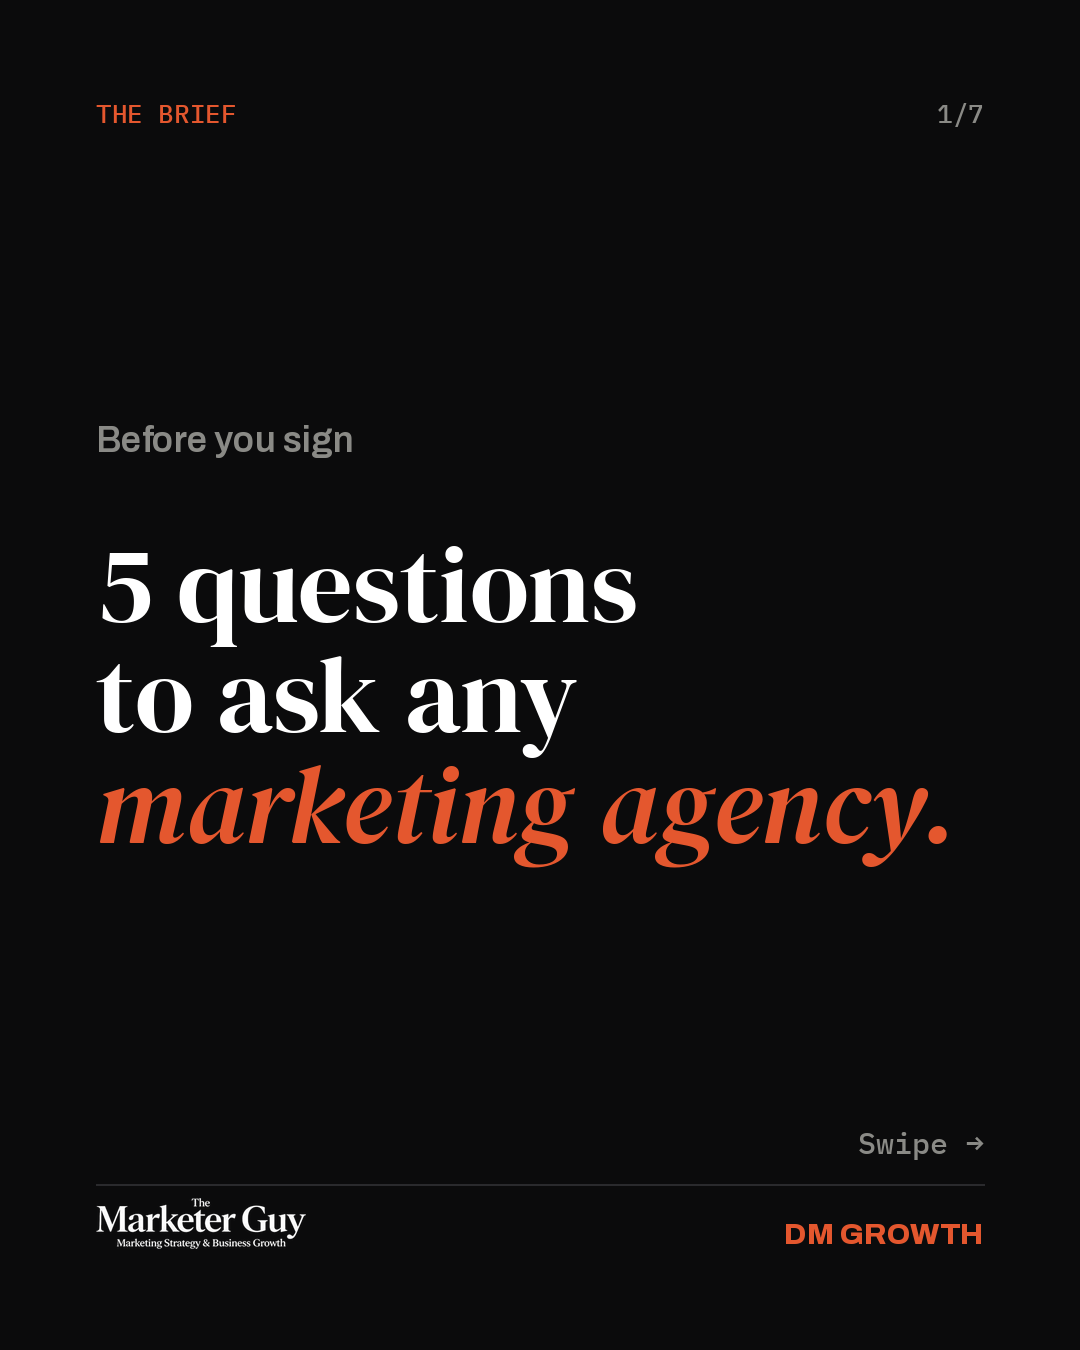 THE BRIEF
1/7
Before you sign
5 questions
to ask any
marketing agency.
Swipe →
The
Marketer Guy
Marketing Strategy & Business Growth
DM GROWTH